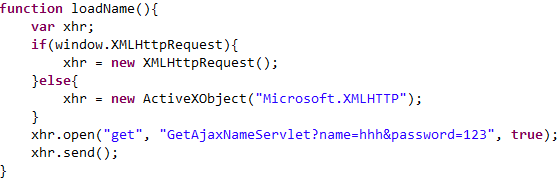 function loadName(){
    var xhr;
    if(window.XMLHttpRequest){
        xhr = new XMLHttpRequest();
    }else{
        xhr = new ActiveXObject("Microsoft.XMLHTTP");
    }
    xhr.open("get", "GetAjaxNameServlet?name=hhh&password=123", true);
    xhr.send();
}